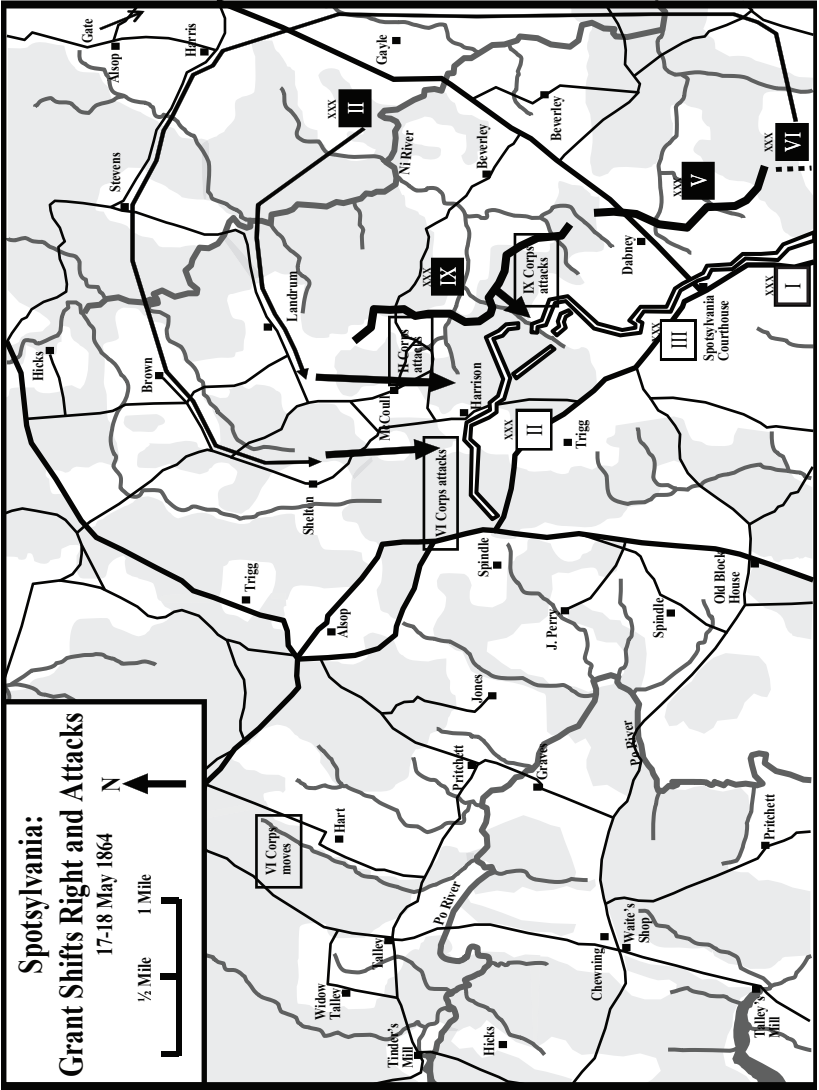 Spotsylvania:
Grant Shifts Right and Attacks
17-18 May 1864
N
½ Mile
1 Mile
Gate
Alsop
Harris
Stevens
Hicks
Brown
Landrum
Shelton
Trigg
Alsop
Gayle
XXX
II
Ni River
Beverley
Beverley
XXX
IX
IX Corps
attacks
II Corps
attacks
McCoull
Harrison
VI Corps attacks
XXX
V
XXX
VI
Dabney
Spotsylvania
Courthouse
XXX
I
XXX
III
XXX
II
Trigg
Spindle
J. Perry
Spindle
Old Block
House
Jones
Pritchett
Graves
Po River
Hart
VI Corps
moves
Po River
Talley
Widow
Talley
Tinder's
Mill
Hicks
Chewning
Waite's
Shop
Talley's
Mill
Pritchett